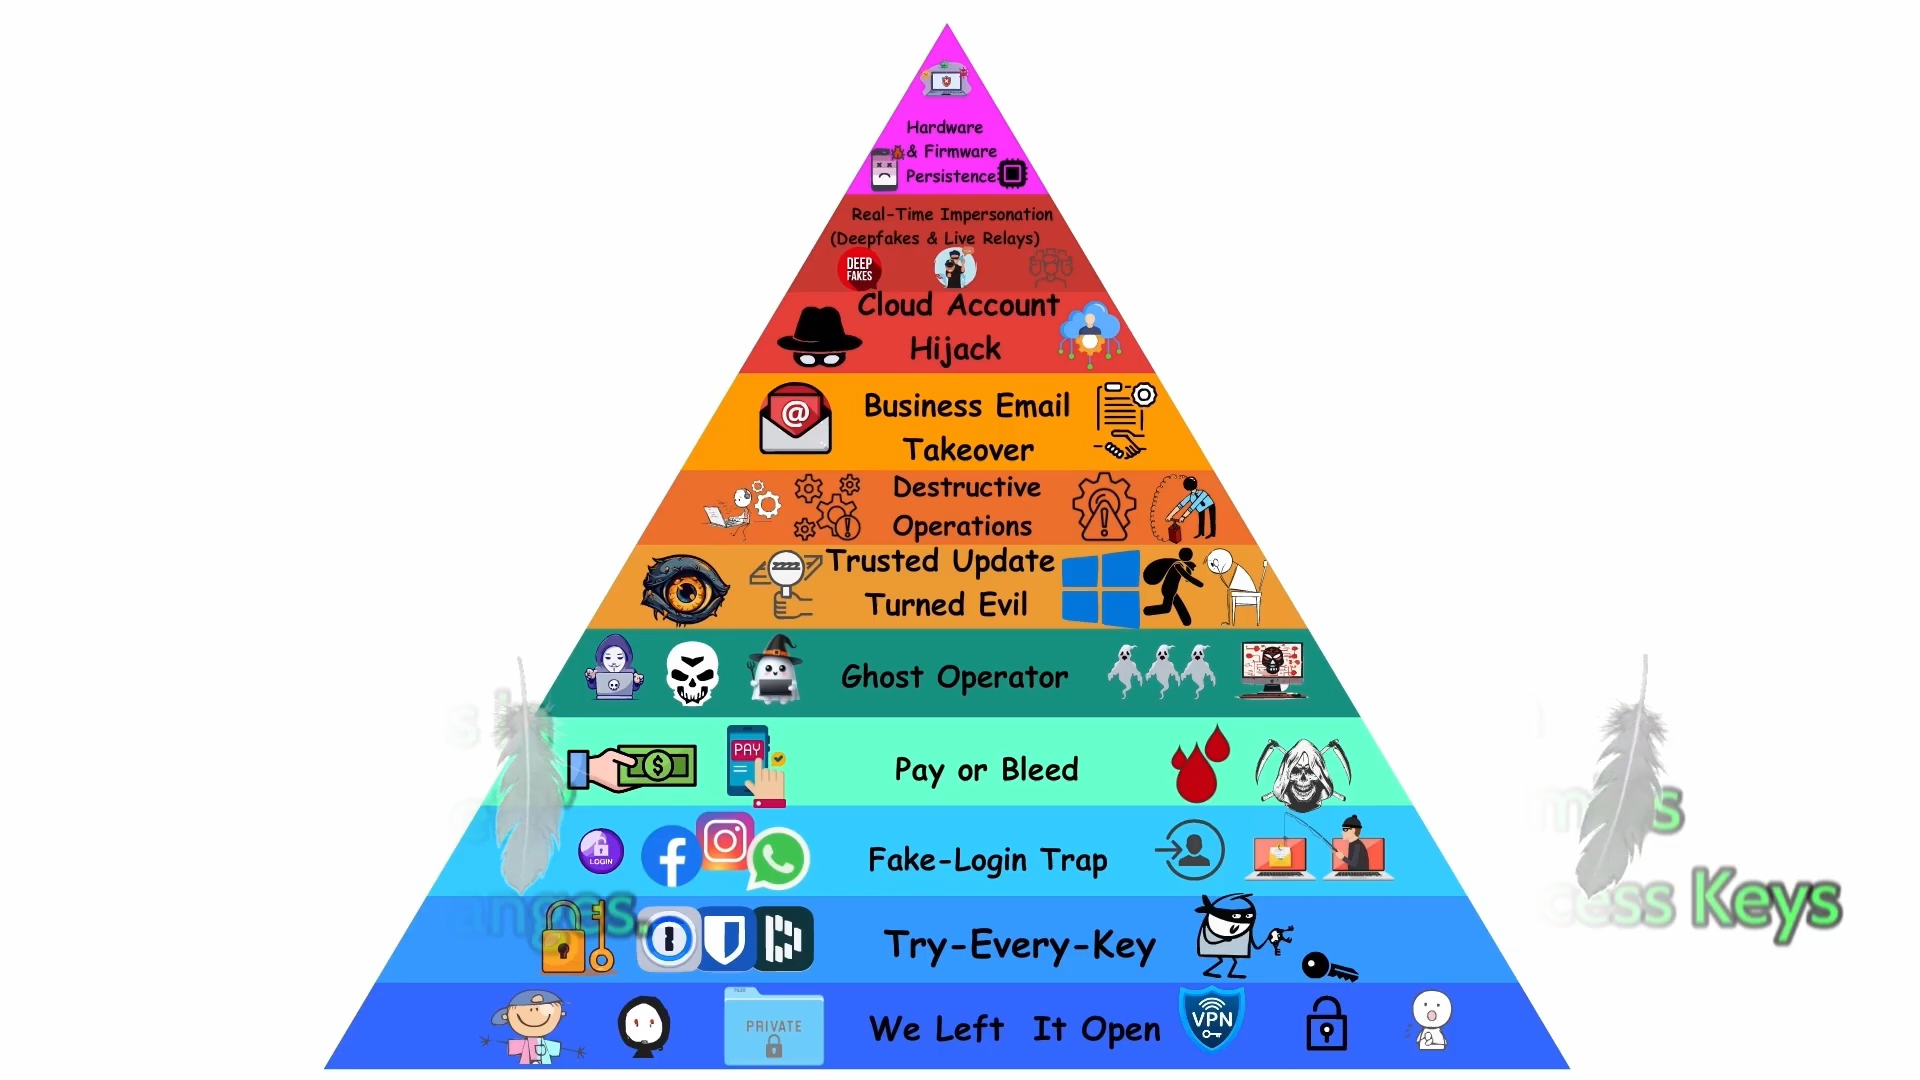 Hardware
& Firmware
Persistence
Real-Time Impersonation
(Deepfakes & Live Relays)
DEEP
FAKES
Cloud Account
Hijack
@
Business Email
Takeover
Destructive
Operations
Trusted Update
Turned Evil
Ghost Operator
$
PAY
Pay or Bleed
LOGIN
Fake-Login Trap
anges.
cess Keys
Try-Every-Key
PRIVATE
We Left It Open
VPN